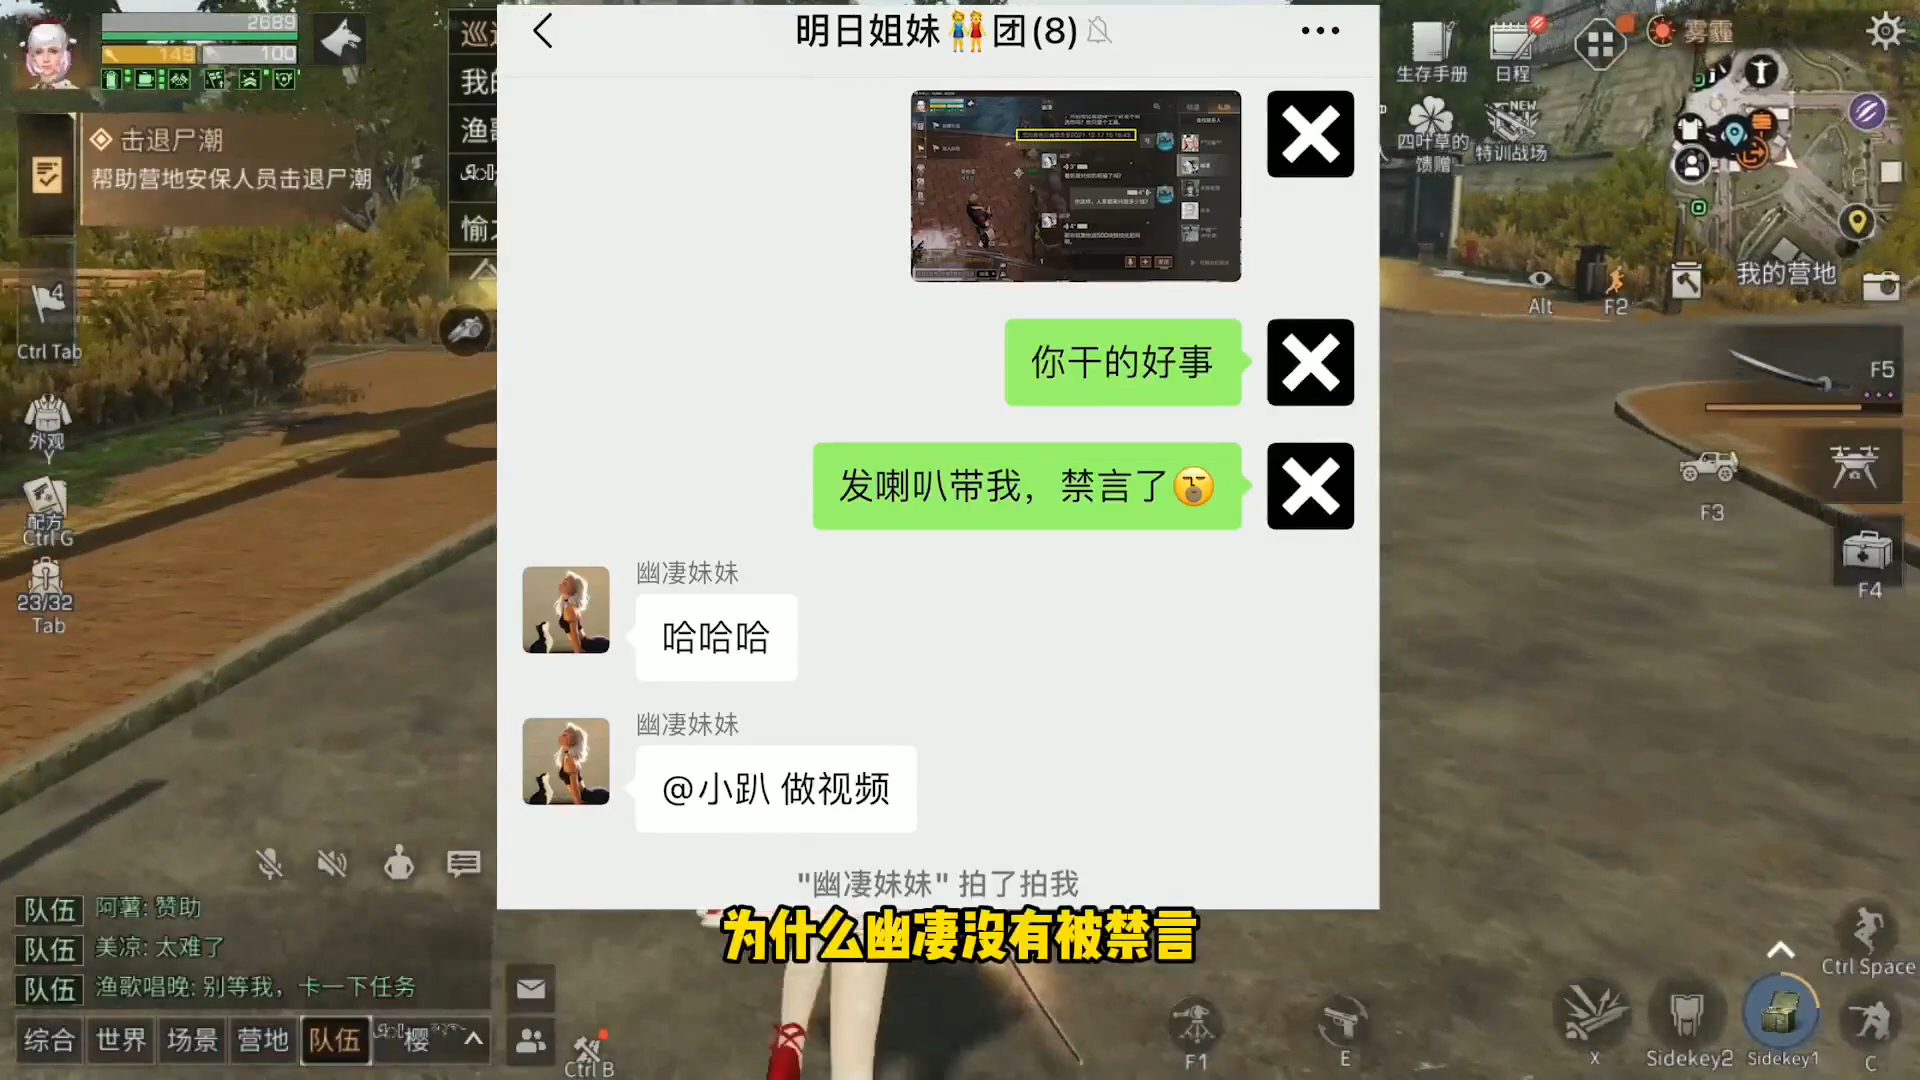 2689
149
100
击退尸潮
帮助营地安保人员击退尸潮
4
Ctrl Tab
外观
Y
配方
Ctrl G
23/32
Tab
明日姐妹👭团(8)
你干的好事
发喇叭带我，禁言了
幽凄妹妹
哈哈哈
幽凄妹妹
@小趴 做视频
"幽凄妹妹" 拍了拍我
为什么幽凄没有被禁言
生存手册
日程
雾霾
四叶草的
馈赠
NEW
特训战场
Alt
F2
我的营地
F5
F3
F4
队伍 阿薯: 赞助
队伍 美凉: 太难了
队伍 渔歌唱晚: 别等我，卡一下任务
综合 世界 场景 营地 队伍 樱
Ctrl B
F1
E
X
Sidekey2
Sidekey1
Ctrl Space
C